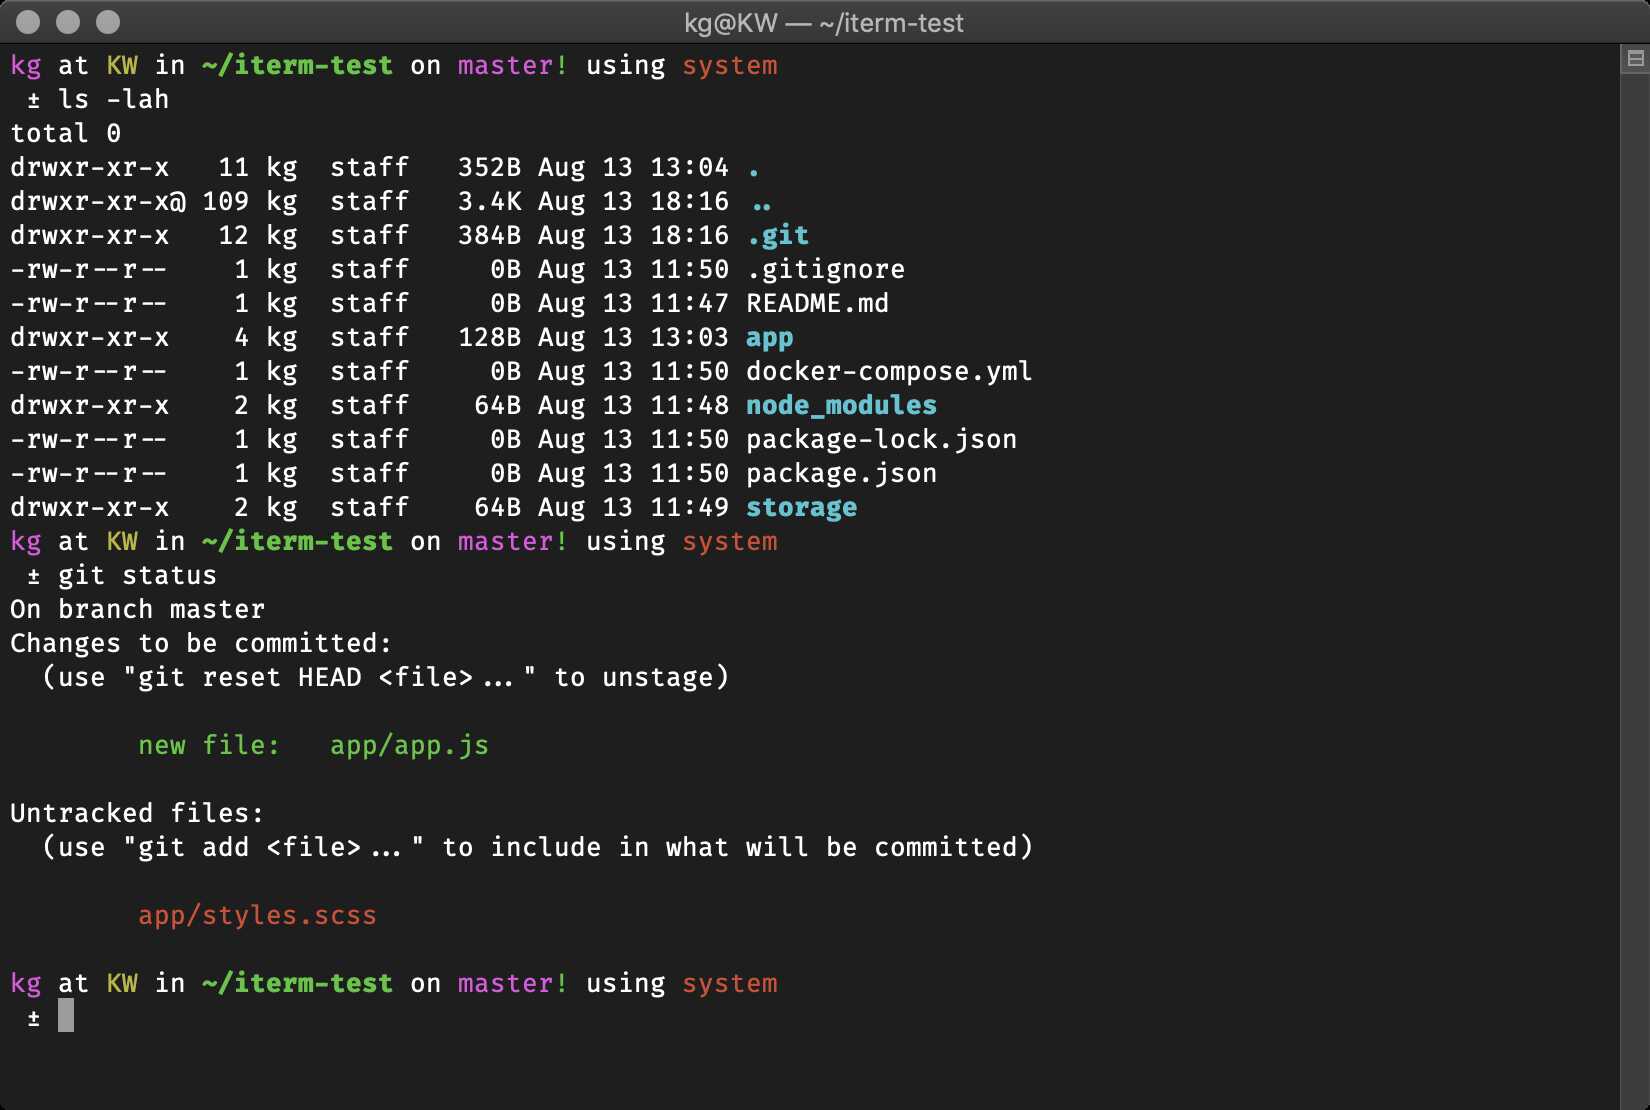 kg@KW — ~/iterm-test
kg at KW in ~/iterm-test on master! using system
 ± ls -lah
total 0
drwxr-xr-x   11 kg  staff   352B Aug 13 13:04 .
drwxr-xr-x@ 109 kg  staff   3.4K Aug 13 18:16 ..
drwxr-xr-x   12 kg  staff   384B Aug 13 18:16 .git
-rw-r--r--    1 kg  staff     0B Aug 13 11:50 .gitignore
-rw-r--r--    1 kg  staff     0B Aug 13 11:47 README.md
drwxr-xr-x    4 kg  staff   128B Aug 13 13:03 app
-rw-r--r--    1 kg  staff     0B Aug 13 11:50 docker-compose.yml
drwxr-xr-x    2 kg  staff    64B Aug 13 11:48 node_modules
-rw-r--r--    1 kg  staff     0B Aug 13 11:50 package-lock.json
-rw-r--r--    1 kg  staff     0B Aug 13 11:50 package.json
drwxr-xr-x    2 kg  staff    64B Aug 13 11:49 storage
kg at KW in ~/iterm-test on master! using system
 ± git status
On branch master
Changes to be committed:
  (use "git reset HEAD <file>..." to unstage)
        new file:   app/app.js
Untracked files:
  (use "git add <file>..." to include in what will be committed)
        app/styles.scss
kg at KW in ~/iterm-test on master! using system
 ±